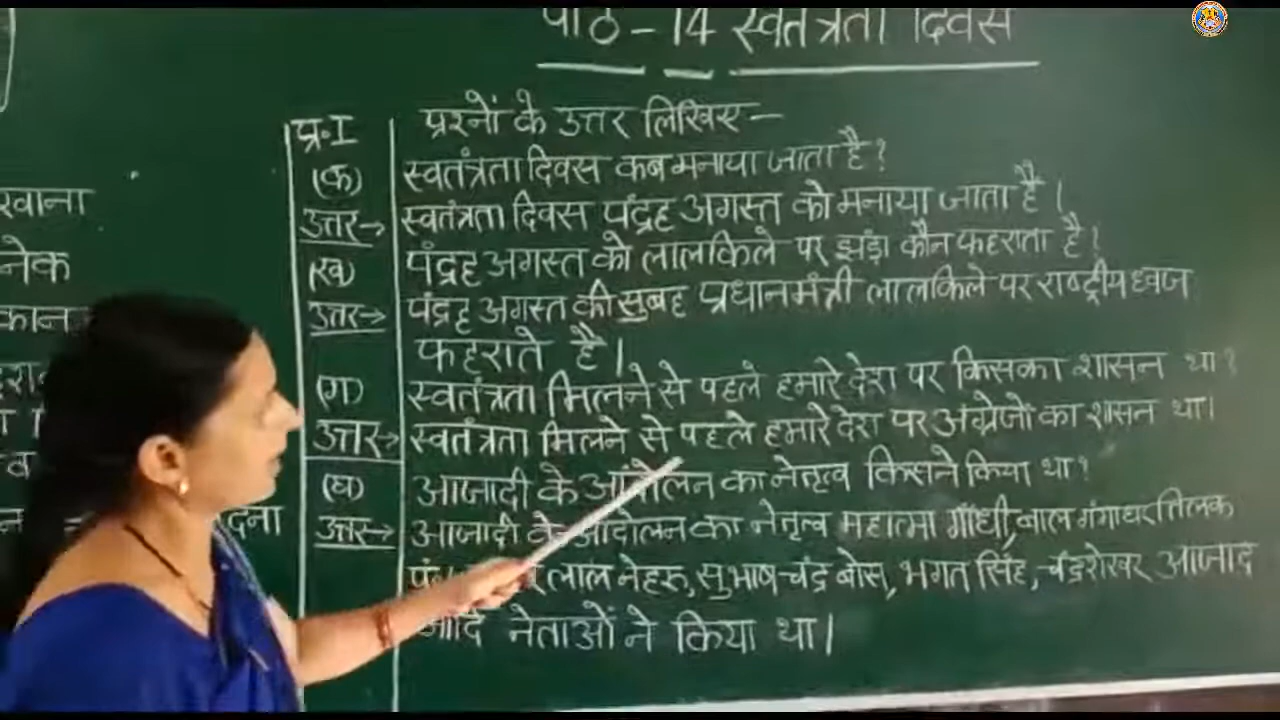 पाठ - 14 स्वतंत्रता दिवस
प्र.I प्रश्नों के उत्तर लिखिए -
(क) स्वतंत्रता दिवस कब मनाया जाता है?
उत्तर→ स्वतंत्रता दिवस पंद्रह अगस्त को मनाया जाता है।
(ख) पंद्रह अगस्त को लालकिले पर झंड़ा कौन फहराता है?
उत्तर→ पंद्रह अगस्त की सुबह प्रधानमंत्री लालकिले पर राष्ट्रीय ध्वज
फहराते है।
(ग) स्वतंत्रता मिलने से पहले हमारे देश पर किसका शासन था?
उत्तर→ स्वतंत्रता मिलने से पहले हमारे देश पर अंग्रेजो का शासन था।
(घ) आजादी के आंदोलन का नेतृत्व किसने किया था?
उत्तर→ आजादी के आंदोलन का नेतृत्व महात्मा गाँधी, बाल गंगाधर तिलक
लाल नेहरू, सुभाष-चंद्र बोस, भगत सिंह, चंद्रशेखर आजाद
आदि नेताओं ने किया था।
रवाना
नेक